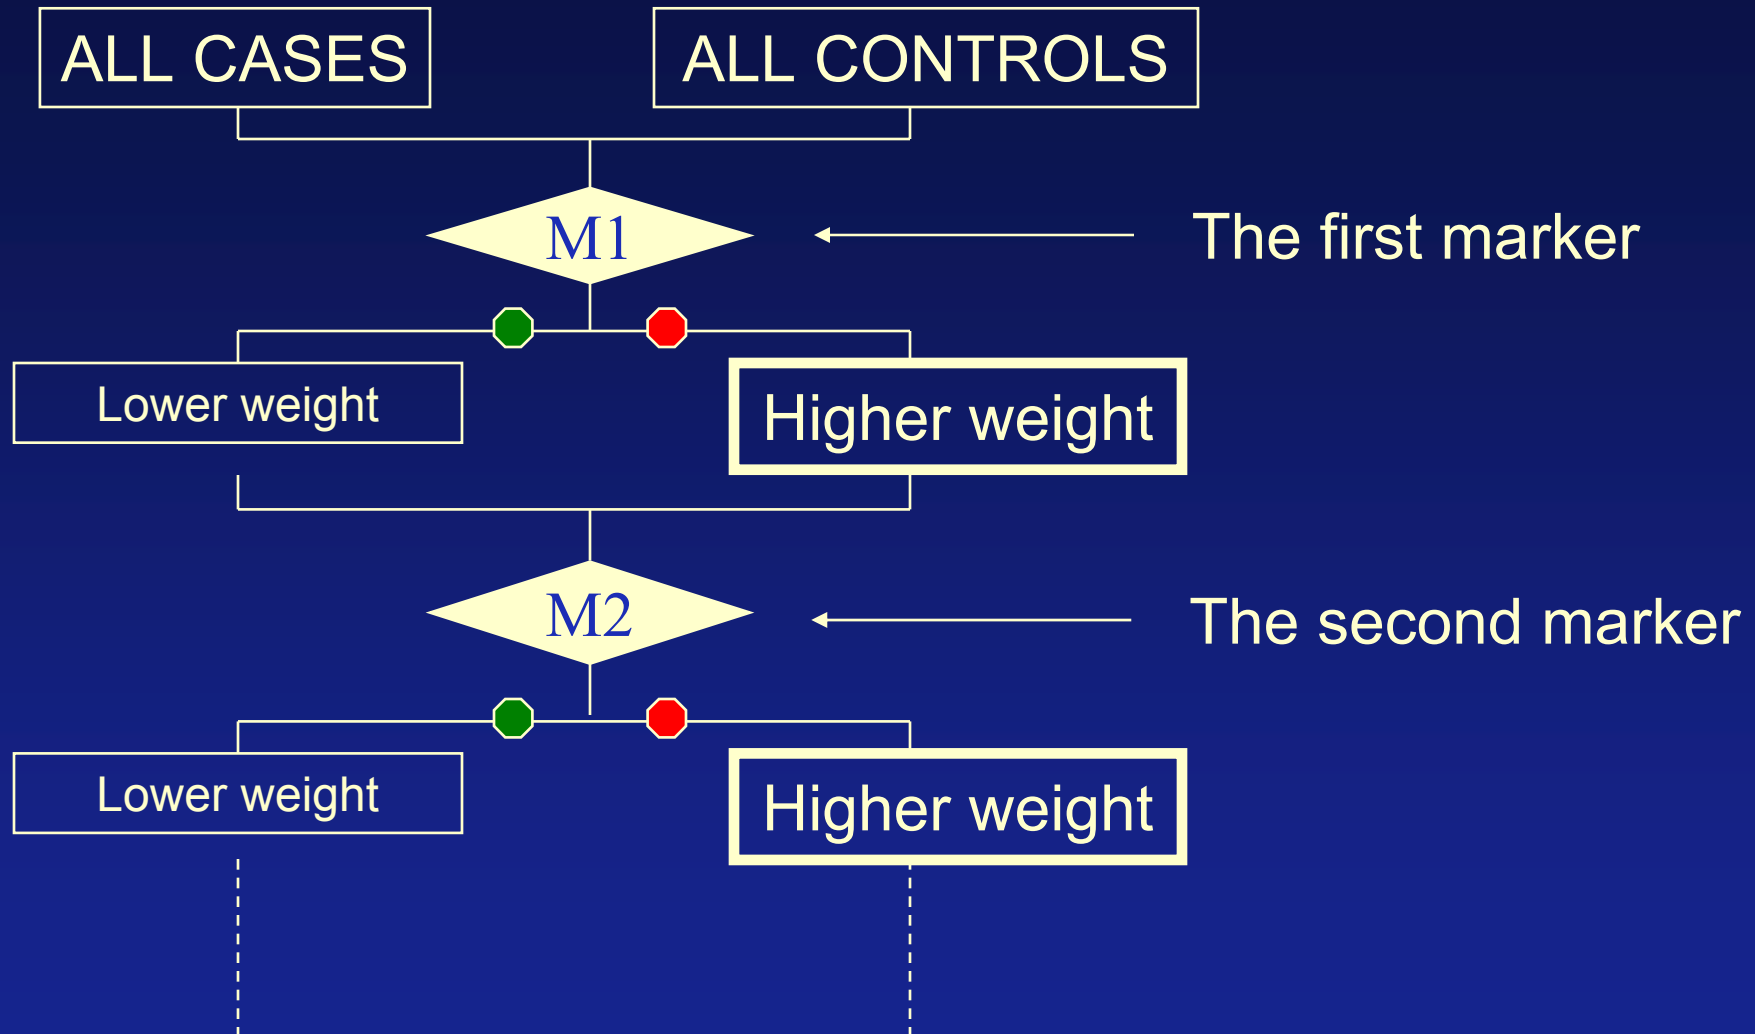 ALL CASES
ALL CONTROLS
M1
The first marker
Lower weight
Higher weight
M2
The second marker
Lower weight
Higher weight